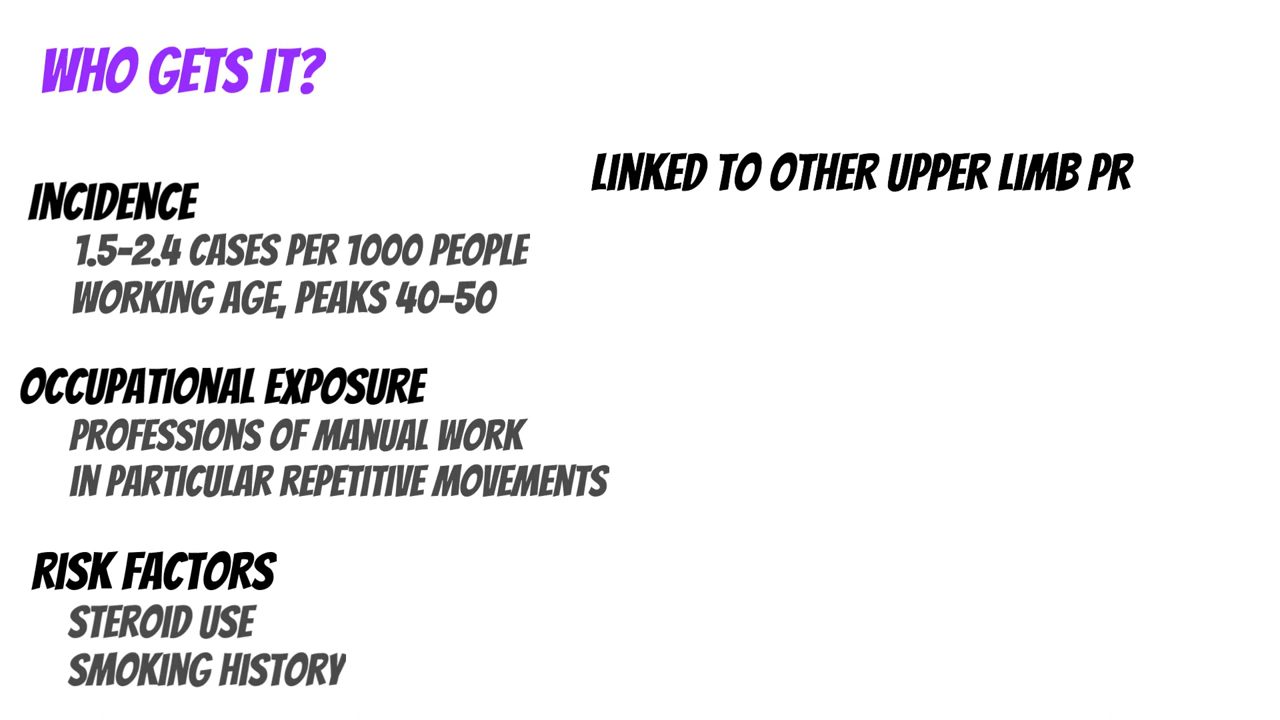 WHO GETS IT?
INCIDENCE
1.5-2.4 CASES PER 1000 PEOPLE
WORKING AGE, PEAKS 40-50
OCCUPATIONAL EXPOSURE
PROFESSIONS OF MANUAL WORK
IN PARTICULAR REPETITIVE MOVEMENTS
RISK FACTORS
STEROID USE
SMOKING HISTORY
LINKED TO OTHER UPPER LIMB PR